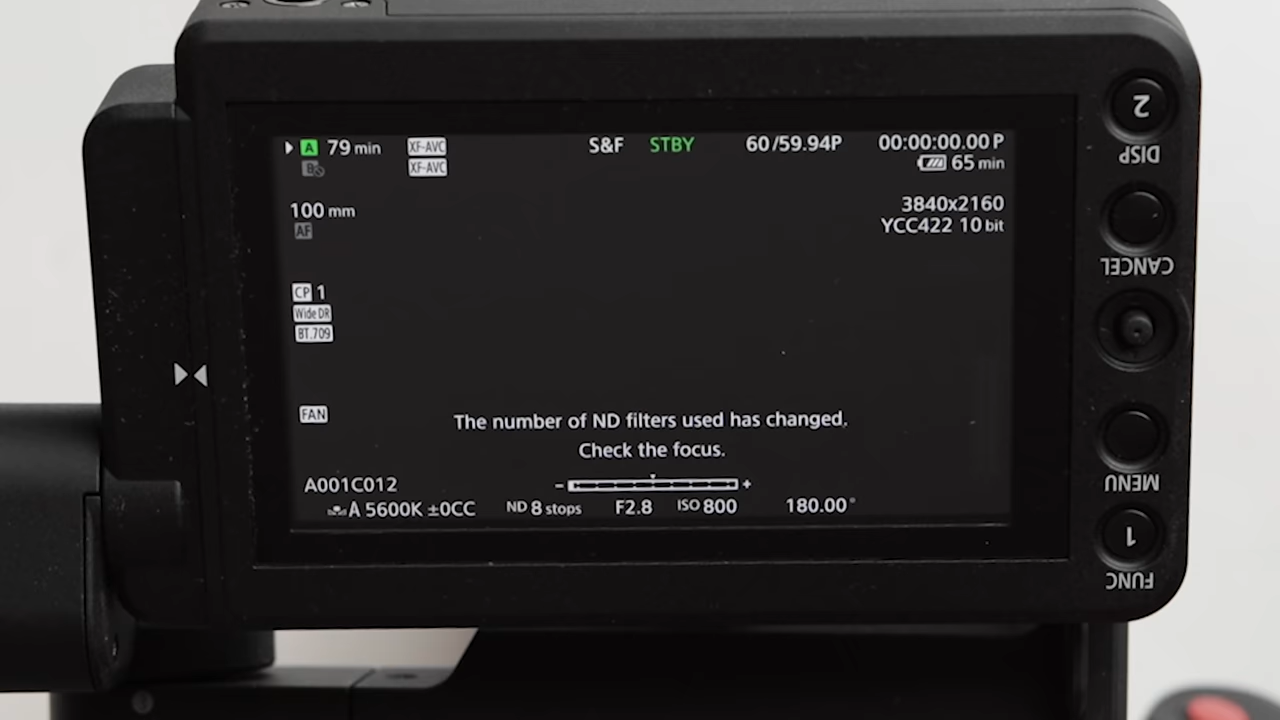 A 79 min XF-AVC S&F STBY 60/59.94P 00:00:00.00 P
B XF-AVC 65 min
100 mm 3840x2160
AF YCC422 10 bit
CP 1
Wide DR
BT.709
FAN
The number of ND filters used has changed.
Check the focus.
A001C012 - +
A 5600K ±0CC ND 8 stops F2.8 ISO 800 180.00°
2
DISP
CANCEL
MENU
1
FUNC